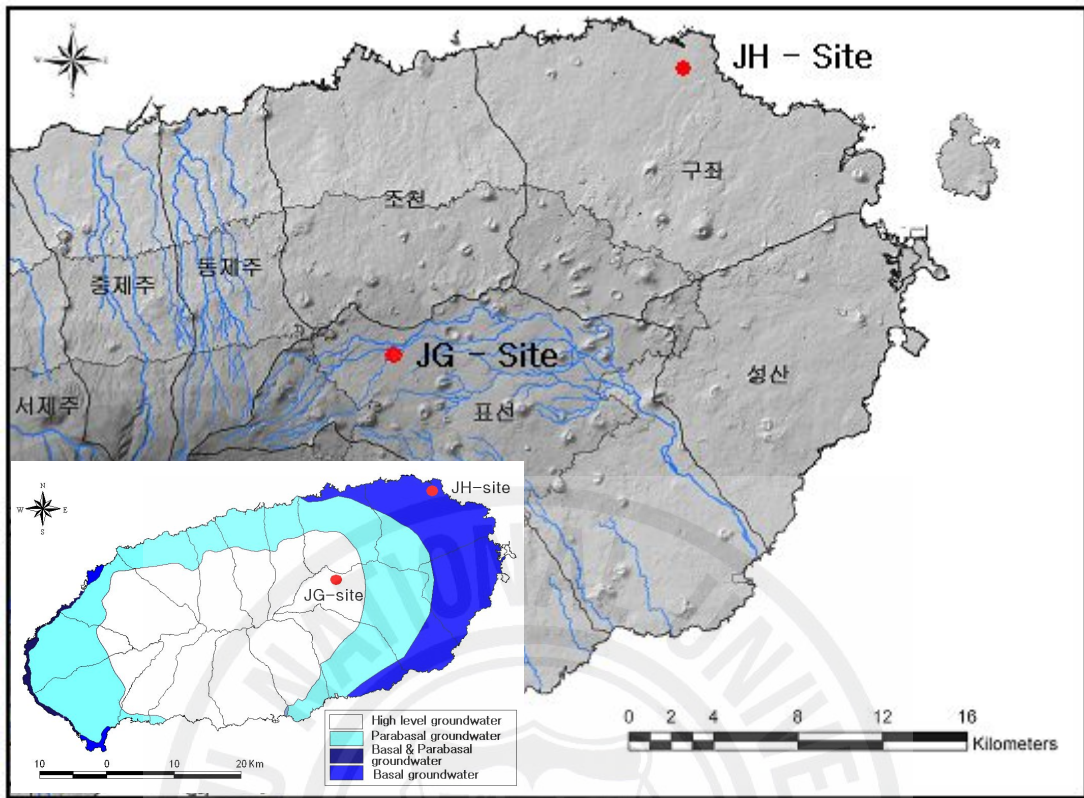 N
W
E
S
JH - Site
구좌
조천
동제주
중제주
JG - Site
성산
서제주
표선
N
W
E
S
JH-site
JG-site
High level groundwater
Parabasal groundwater
Basal & Parabasal
groundwater
Basal groundwater
10 0 10 20 Km
0 2 4 8 12 16
Kilometers
NATIONAL UNIVE